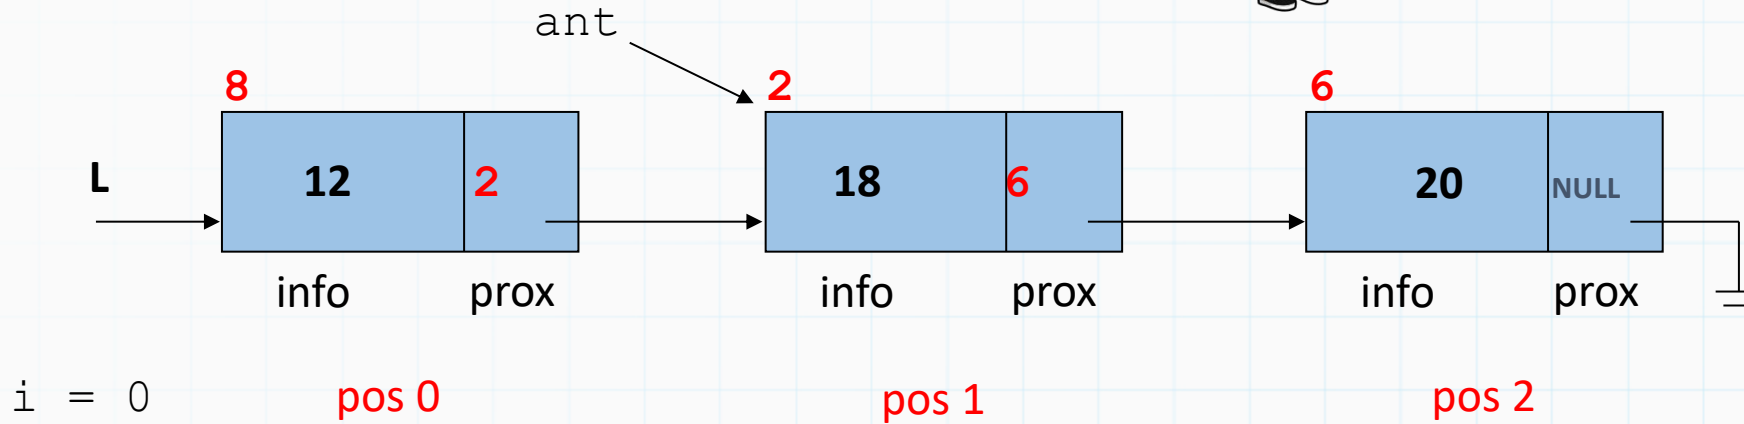 ant
8 2 6
L 12 2 18 6 20 NULL
info prox info prox info prox
i = 0 pos 0 pos 1 pos 2